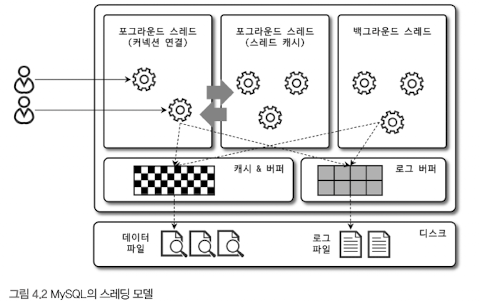 포그라운드 스레드
(커넥션 연결)
포그라운드 스레드
(스레드 캐시)
백그라운드 스레드
캐시 & 버퍼
로그 버퍼
데이터
파일
로그
파일
디스크
그림 4.2 MySQL의 스레딩 모델